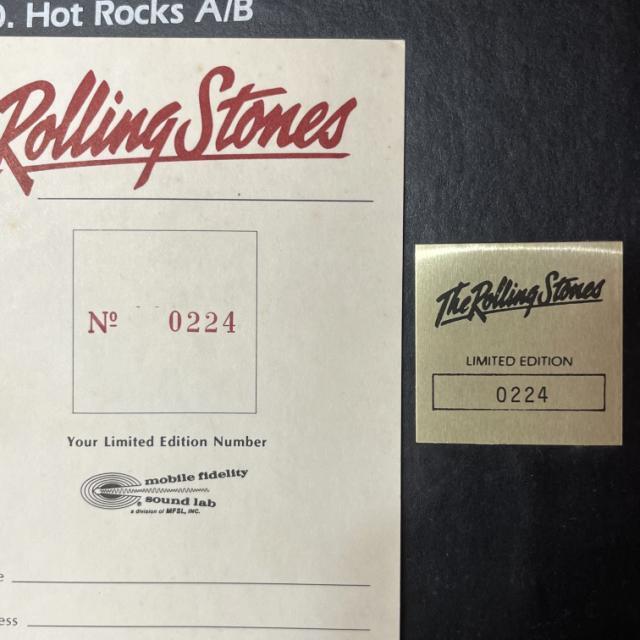 0. Hot Rocks A/B
Rolling Stones
Nº 0224
Your Limited Edition Number
mobile fidelity
sound lab
a division of MFSL, INC.
The Rolling Stones
LIMITED EDITION
0224